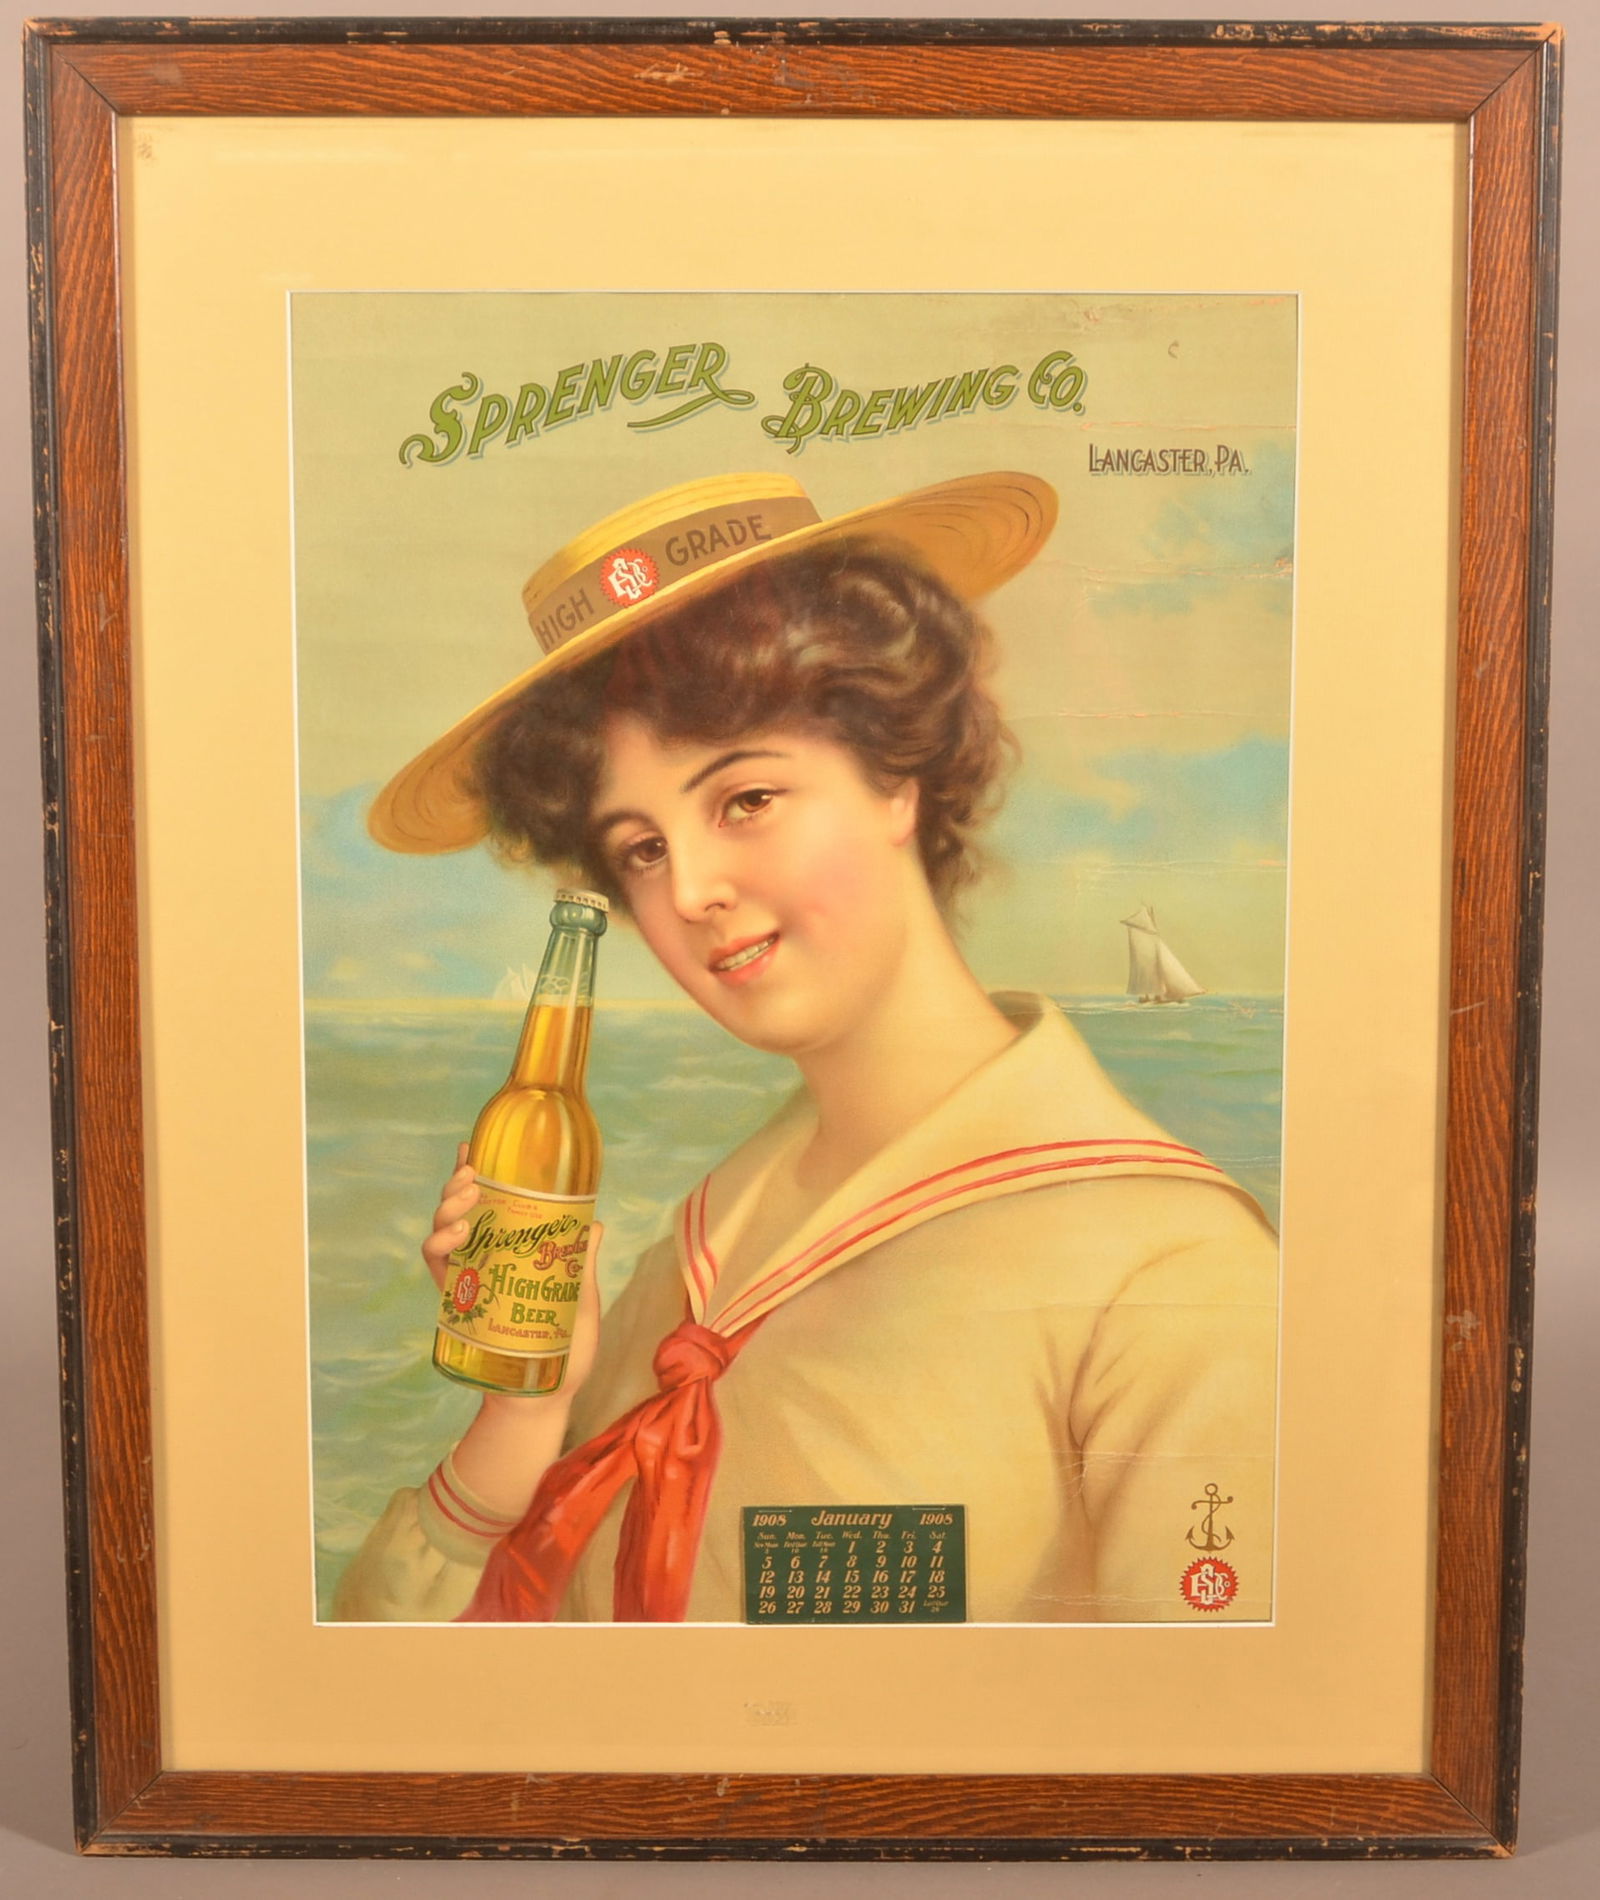 SPRENGER BREWING CO.
LANCASTER, PA.
HIGH GRADE
Sprenger
BREWING
CO.
HIGH GRADE
BEER
LANCASTER, PA.
1908 January 1908
Sun. Mon. Tue. Wed. Thu. Fri. Sat.
1 2 3 4
5 6 7 8 9 10 11
12 13 14 15 16 17 18
19 20 21 22 23 24 25
26 27 28 29 30 31